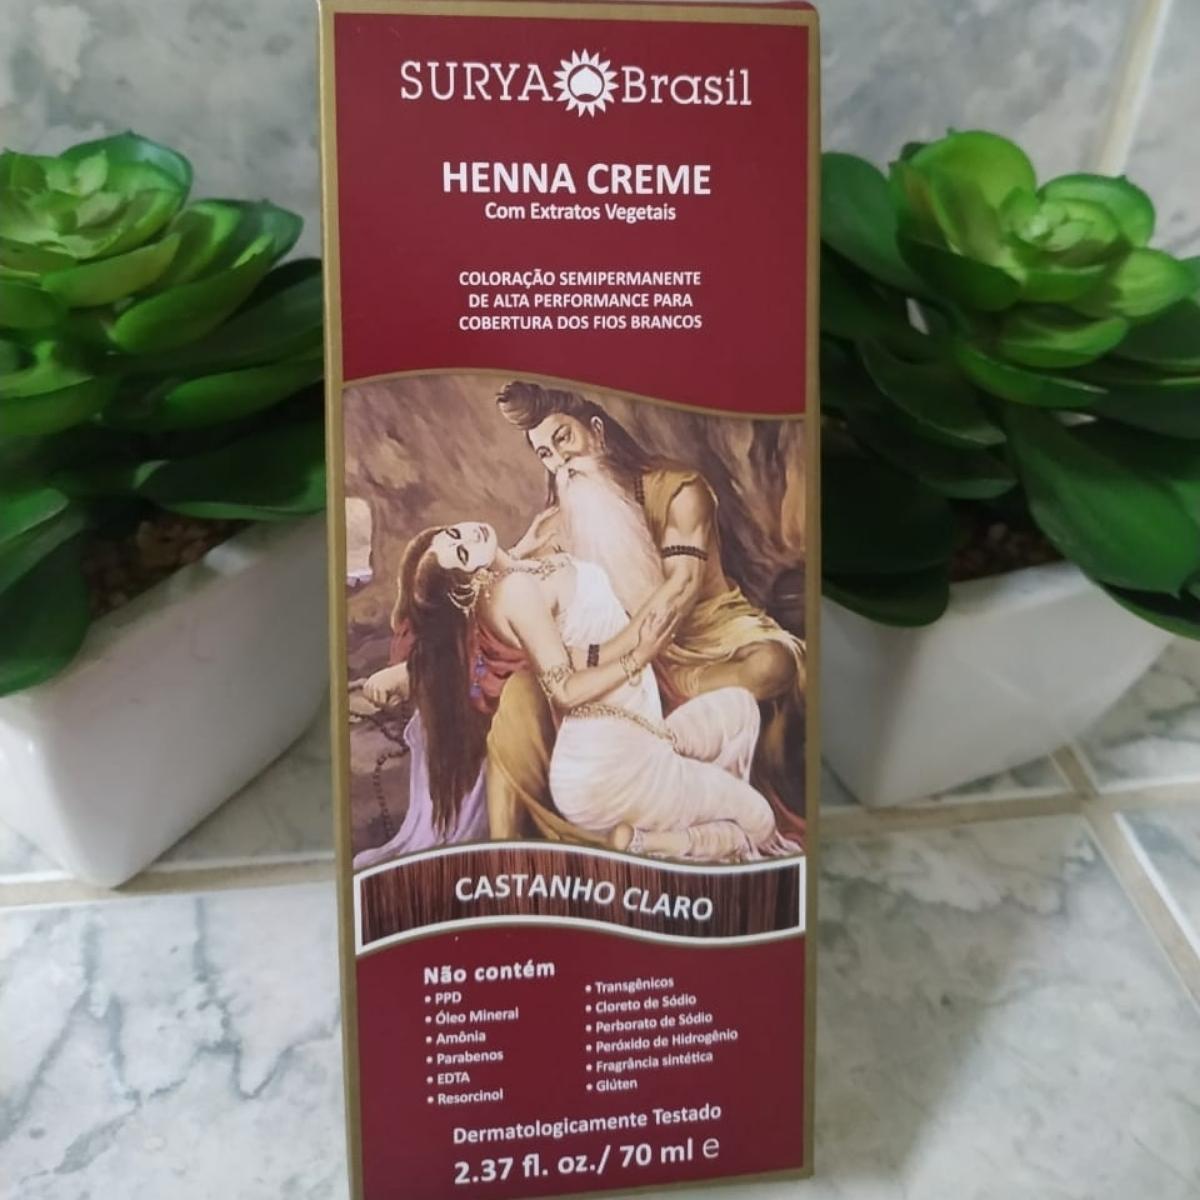 SURYA Brasil
HENNA CREME
Com Extratos Vegetais
COLORAÇÃO SEMIPERMANENTE
DE ALTA PERFORMANCE PARA
COBERTURA DOS FIOS BRANCOS
CASTANHO CLARO
Não contém
• PPD
• Óleo Mineral
• Amônia
• Parabenos
• EDTA
• Resorcinol
• Transgênicos
• Cloreto de Sódio
• Perborato de Sódio
• Peróxido de Hidrogênio
• Fragrância sintética
• Glúten
Dermatologicamente Testado
2.37 fl. oz./ 70 ml e